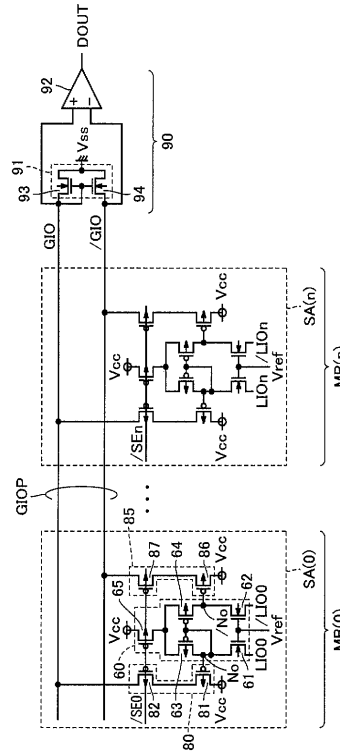 DOUT
92
+
−
90
91
Vss
93
94
GIO
/GIO
GIOP
/SEn
Vcc
Vcc
Vcc
LIOn
/LIOn
Vref
SA(n)
MB(n)
85
65
87
60
Vcc
/SE0
82
64
63
86
Vcc
/No
No
62
61
81
Vcc
80
LIO0
/LIO0
Vref
SA(0)
MB(0)